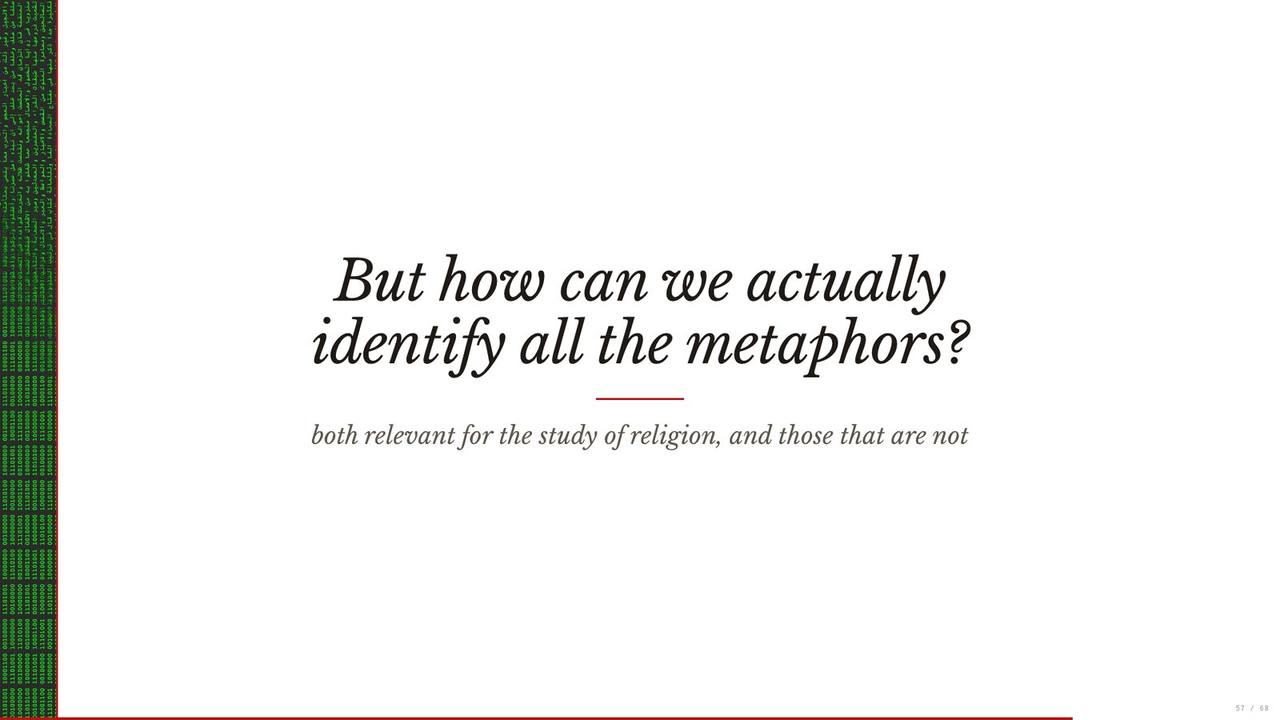 But how can we actually
identify all the metaphors?
both relevant for the study of religion, and those that are not
57 / 68